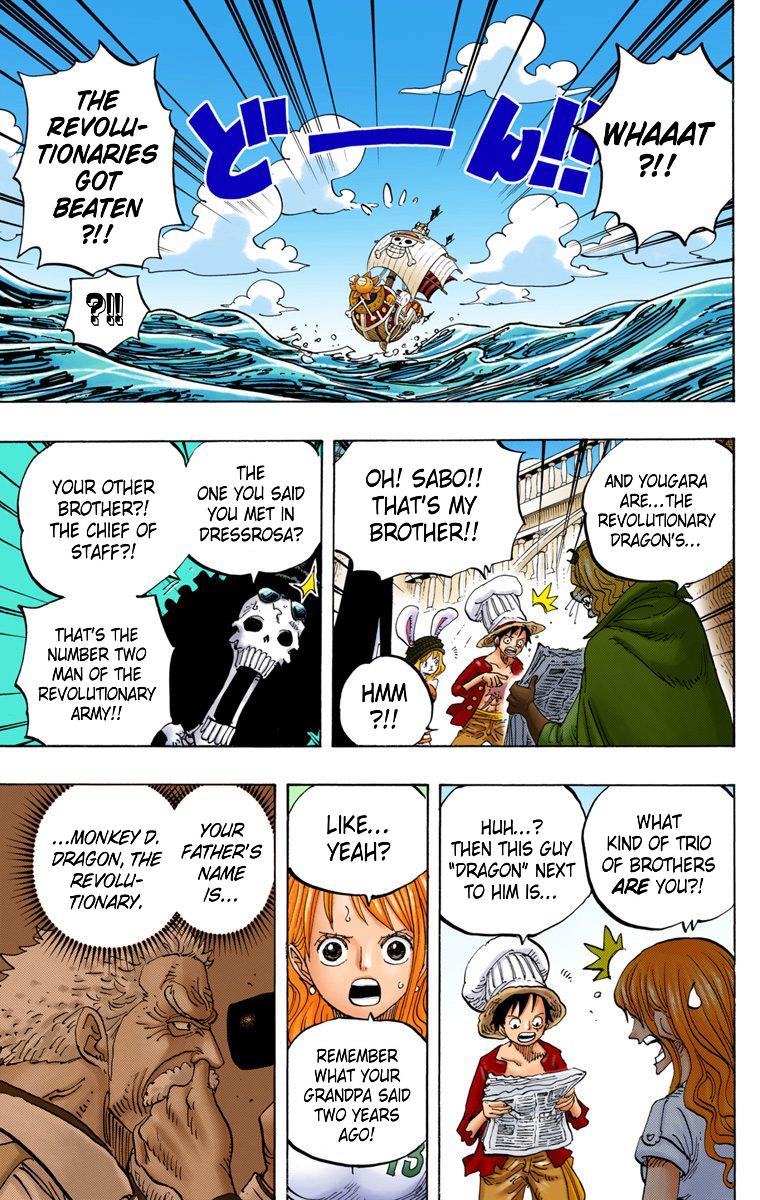 WHAAAT
?!!
ど
ー
ん!!
THE
REVOLU-
TIONARIES
GOT
BEATEN
?!!
?!!
AND YOUGARA
ARE...THE
REVOLUTIONARY
DRAGON'S...
OH! SABO!!
THAT'S MY
BROTHER!!
HMM
?!!
THE
ONE YOU SAID
YOU MET IN
DRESSROSA?
YOUR OTHER
BROTHER?!
THE CHIEF OF
STAFF?!
THAT'S THE
NUMBER TWO
MAN OF THE
REVOLUTIONARY
ARMY!!
WHAT
KIND OF TRIO
OF BROTHERS
ARE YOU?!
HUH...?
THEN THIS GUY
"DRAGON" NEXT
TO HIM IS...
LIKE...
YEAH?
REMEMBER
WHAT YOUR
GRANDPA SAID
TWO YEARS
AGO!
13
YOUR
FATHER'S
NAME
IS...
...MONKEY D.
DRAGON, THE
REVOLU-
TIONARY.